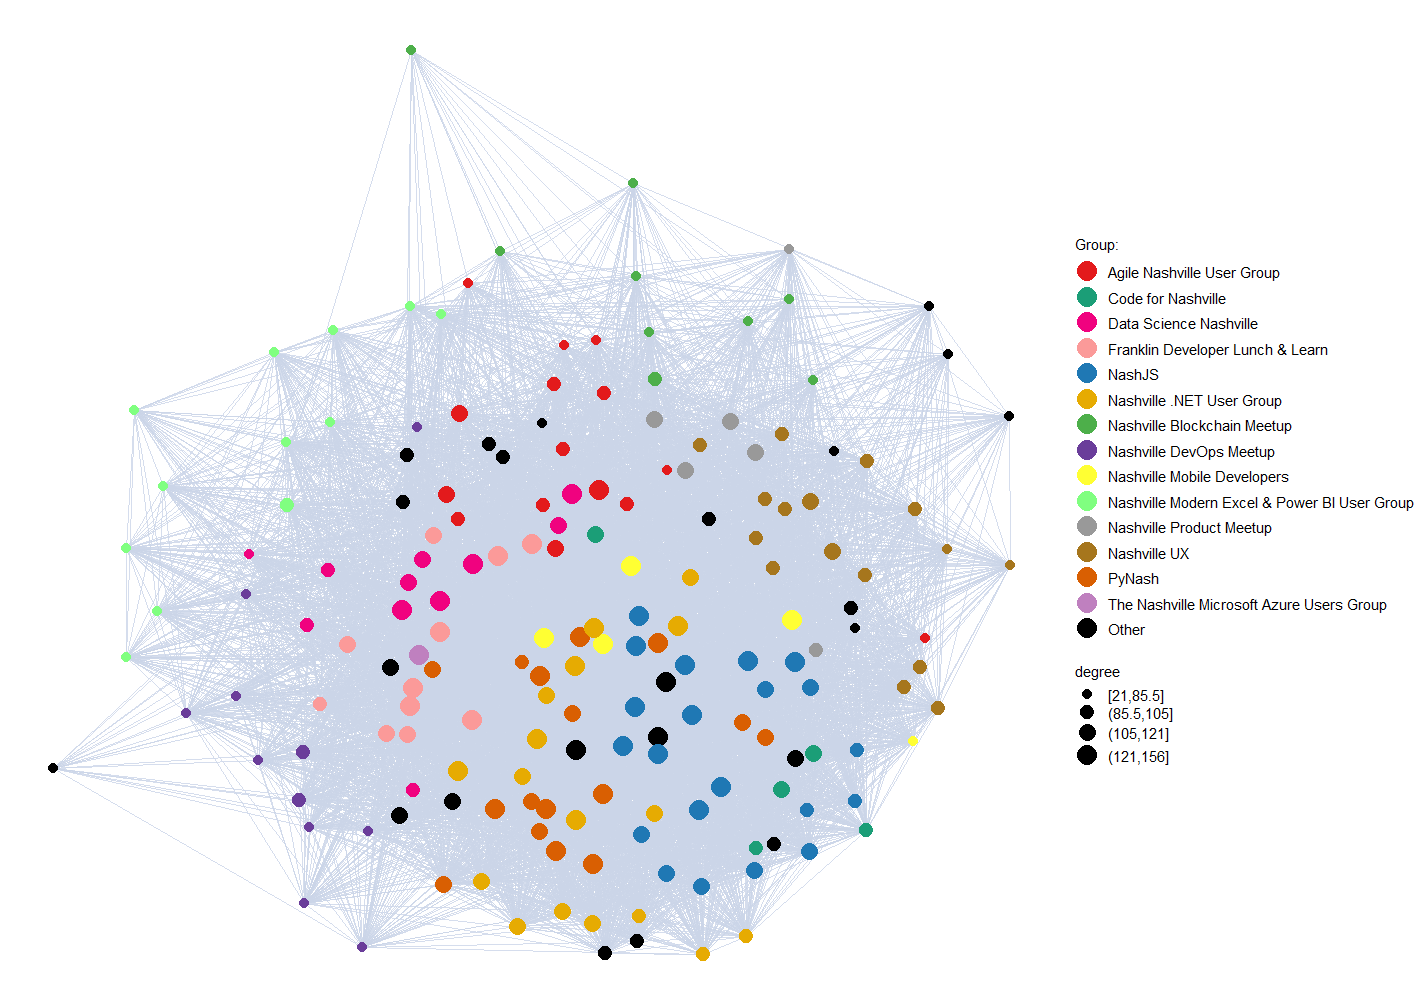 Group:
Agile Nashville User Group
Code for Nashville
Data Science Nashville
Franklin Developer Lunch & Learn
NashJS
Nashville .NET User Group
Nashville Blockchain Meetup
Nashville DevOps Meetup
Nashville Mobile Developers
Nashville Modern Excel & Power BI User Group
Nashville Product Meetup
Nashville UX
PyNash
The Nashville Microsoft Azure Users Group
Other
degree
[21,85.5]
(85.5,105]
(105,121]
(121,156]